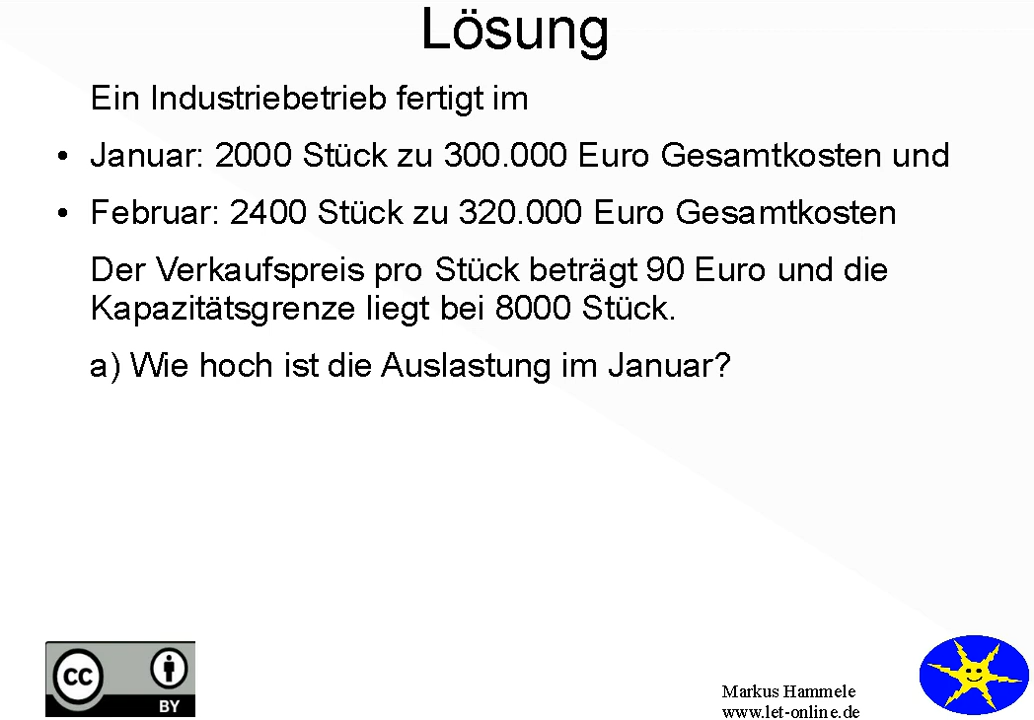 Lösung
Ein Industriebetrieb fertigt im
• Januar: 2000 Stück zu 300.000 Euro Gesamtkosten und
• Februar: 2400 Stück zu 320.000 Euro Gesamtkosten
Der Verkaufspreis pro Stück beträgt 90 Euro und die
Kapazitätsgrenze liegt bei 8000 Stück.
a) Wie hoch ist die Auslastung im Januar?
cc
BY
Markus Hammele
www.let-online.de